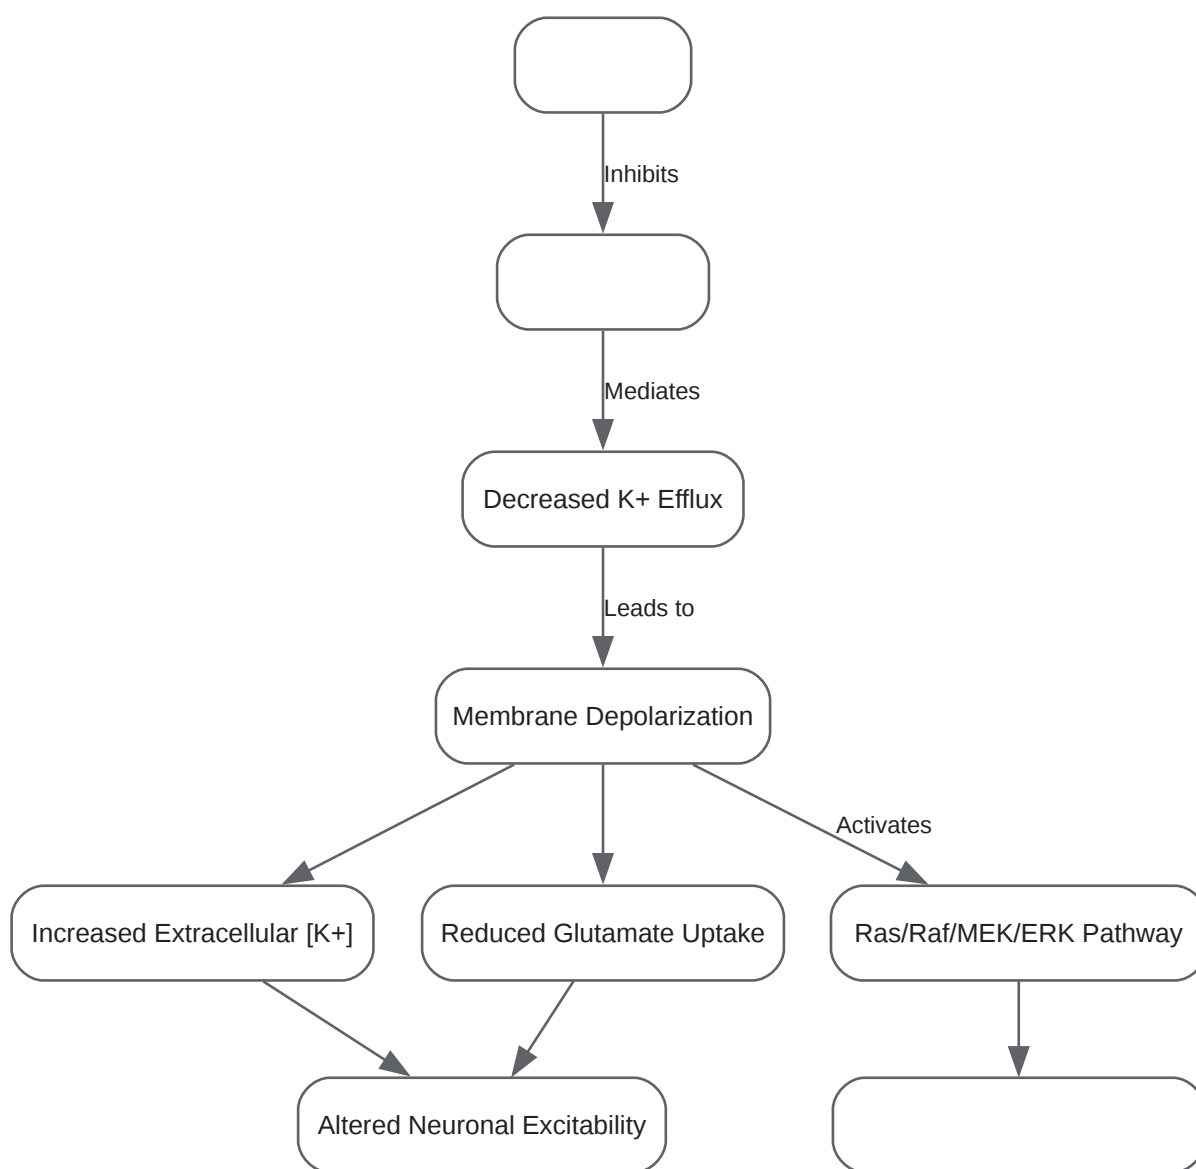 Inhibits
Mediates
Decreased K+ Efflux
Leads to
Membrane Depolarization
Activates
Increased Extracellular [K+]
Reduced Glutamate Uptake
Ras/Raf/MEK/ERK Pathway
Altered Neuronal Excitability